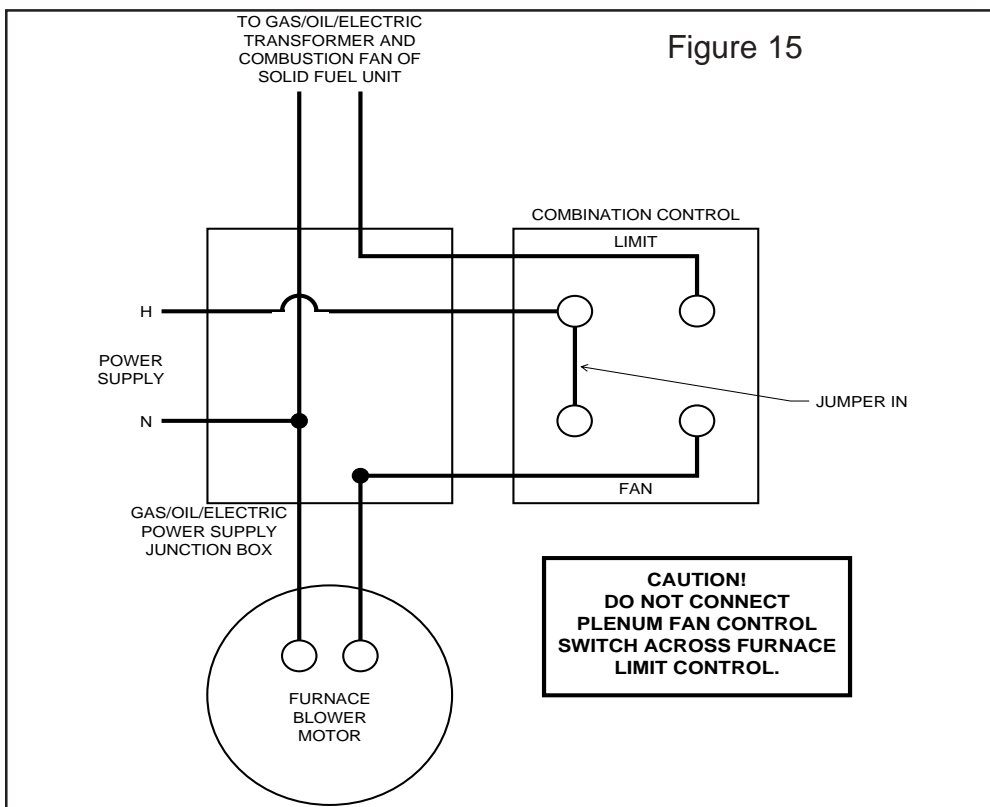 TO GAS/OIL/ELECTRIC
TRANSFORMER AND
COMBUSTION FAN OF
SOLID FUEL UNIT
Figure 15
COMBINATION CONTROL
LIMIT
H
POWER
SUPPLY
JUMPER IN
N
FAN
GAS/OIL/ELECTRIC
POWER SUPPLY
JUNCTION BOX
CAUTION!
DO NOT CONNECT
PLENUM FAN CONTROL
SWITCH ACROSS FURNACE
LIMIT CONTROL.
FURNACE
BLOWER
MOTOR